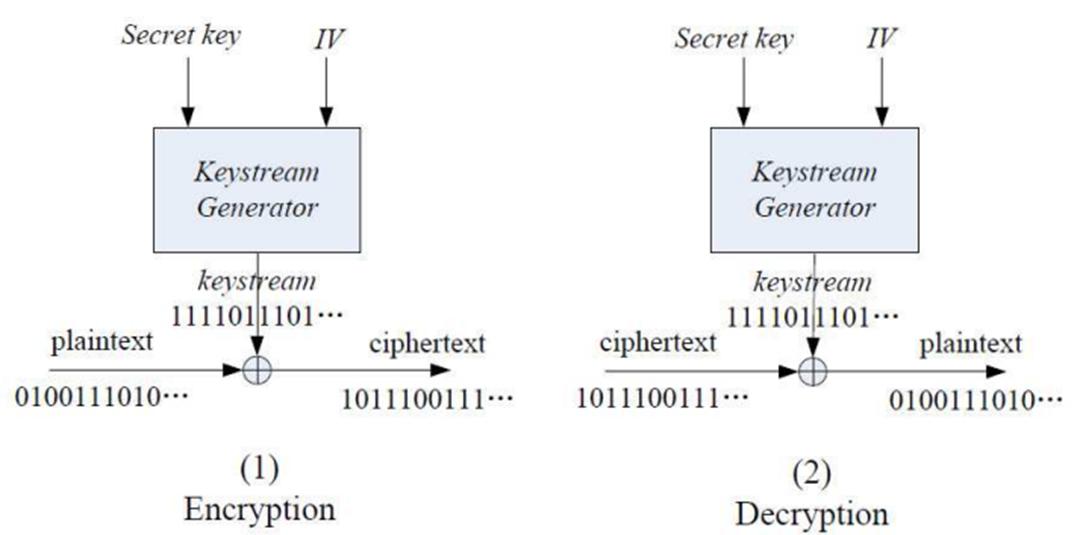 Secret key IV
Keystream
Generator
keystream
1111011101···
plaintext
ciphertext
0100111010···
1011100111···
(1)
Encryption
Secret key IV
Keystream
Generator
keystream
1111011101···
ciphertext
plaintext
1011100111···
0100111010···
(2)
Decryption